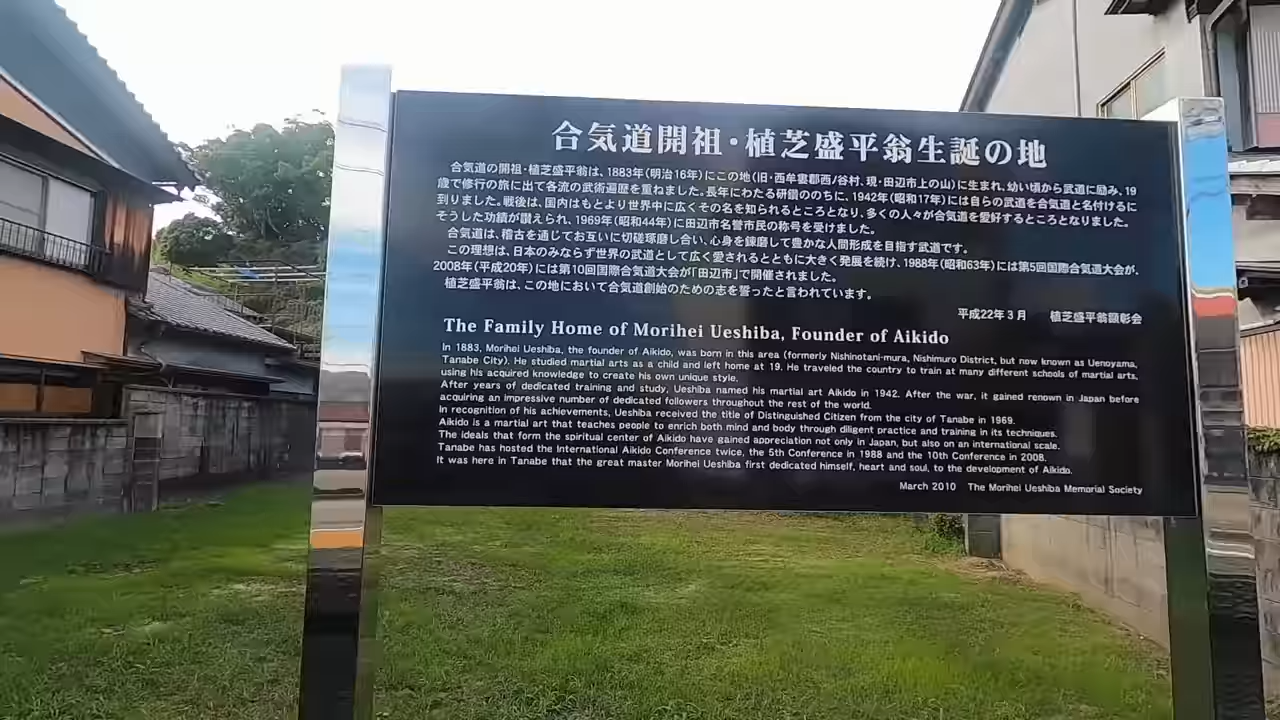 合気道開祖・植芝盛平翁生誕の地
合気道の開祖・植芝盛平翁は、1883年(明治16年)にこの地(旧・西牟婁郡西ノ谷村、現・田辺市上の山)に生まれ、幼い頃から武道に励み、19
歳で修行の旅に出て各流の武術遍歴を重ねました。長年にわたる研鑽ののちに、1942年(昭和17年)には自らの武道を合気道と名付けるに
到りました。戦後は、国内はもとより世界中に広くその名を知られるところとなり、多くの人々が合気道を愛好するところとなりました。
そうした功績が讃えられ、1969年(昭和44年)に田辺市名誉市民の称号を受けました。
合気道は、稽古を通じてお互いに切磋琢磨し合い、心身を錬磨して豊かな人間形成を目指す武道です。
この理想は、日本のみならず世界の武道として広く愛されるとともに大きく発展を続け、1988年(昭和63年)には第5回国際合気道大会が、
2008年(平成20年)には第10回国際合気道大会が「田辺市」で開催されました。
植芝盛平翁は、この地において合気道創始のための志を誓ったと言われています。
平成22年3月 植芝盛平翁顕彰会
The Family Home of Morihei Ueshiba, Founder of Aikido
In 1883, Morihei Ueshiba, the founder of Aikido, was born in this area (formerly Nishinotani-mura, Nishimuro District, but now known as Uenoyama,
Tanabe City). He studied martial arts as a child and left home at 19. He traveled the country to train at many different schools of martial arts,
using his acquired knowledge to create his own unique style.
After years of dedicated training and study, Ueshiba named his martial art Aikido in 1942. After the war, it gained renown in Japan before
acquiring an impressive number of dedicated followers throughout the rest of the world.
In recognition of his achievements, Ueshiba received the title of Distinguished Citizen from the city of Tanabe in 1969.
Aikido is a martial art that teaches people to enrich both mind and body through diligent practice and training in its techniques.
The ideals that form the spiritual center of Aikido have gained appreciation not only in Japan, but also on an international scale.
Tanabe has hosted the International Aikido Conference twice, the 5th Conference in 1988 and the 10th Conference in 2008.
It was here in Tanabe that the great master Morihei Ueshiba first dedicated himself, heart and soul, to the development of Aikido.
March 2010 The Morihei Ueshiba Memorial Society